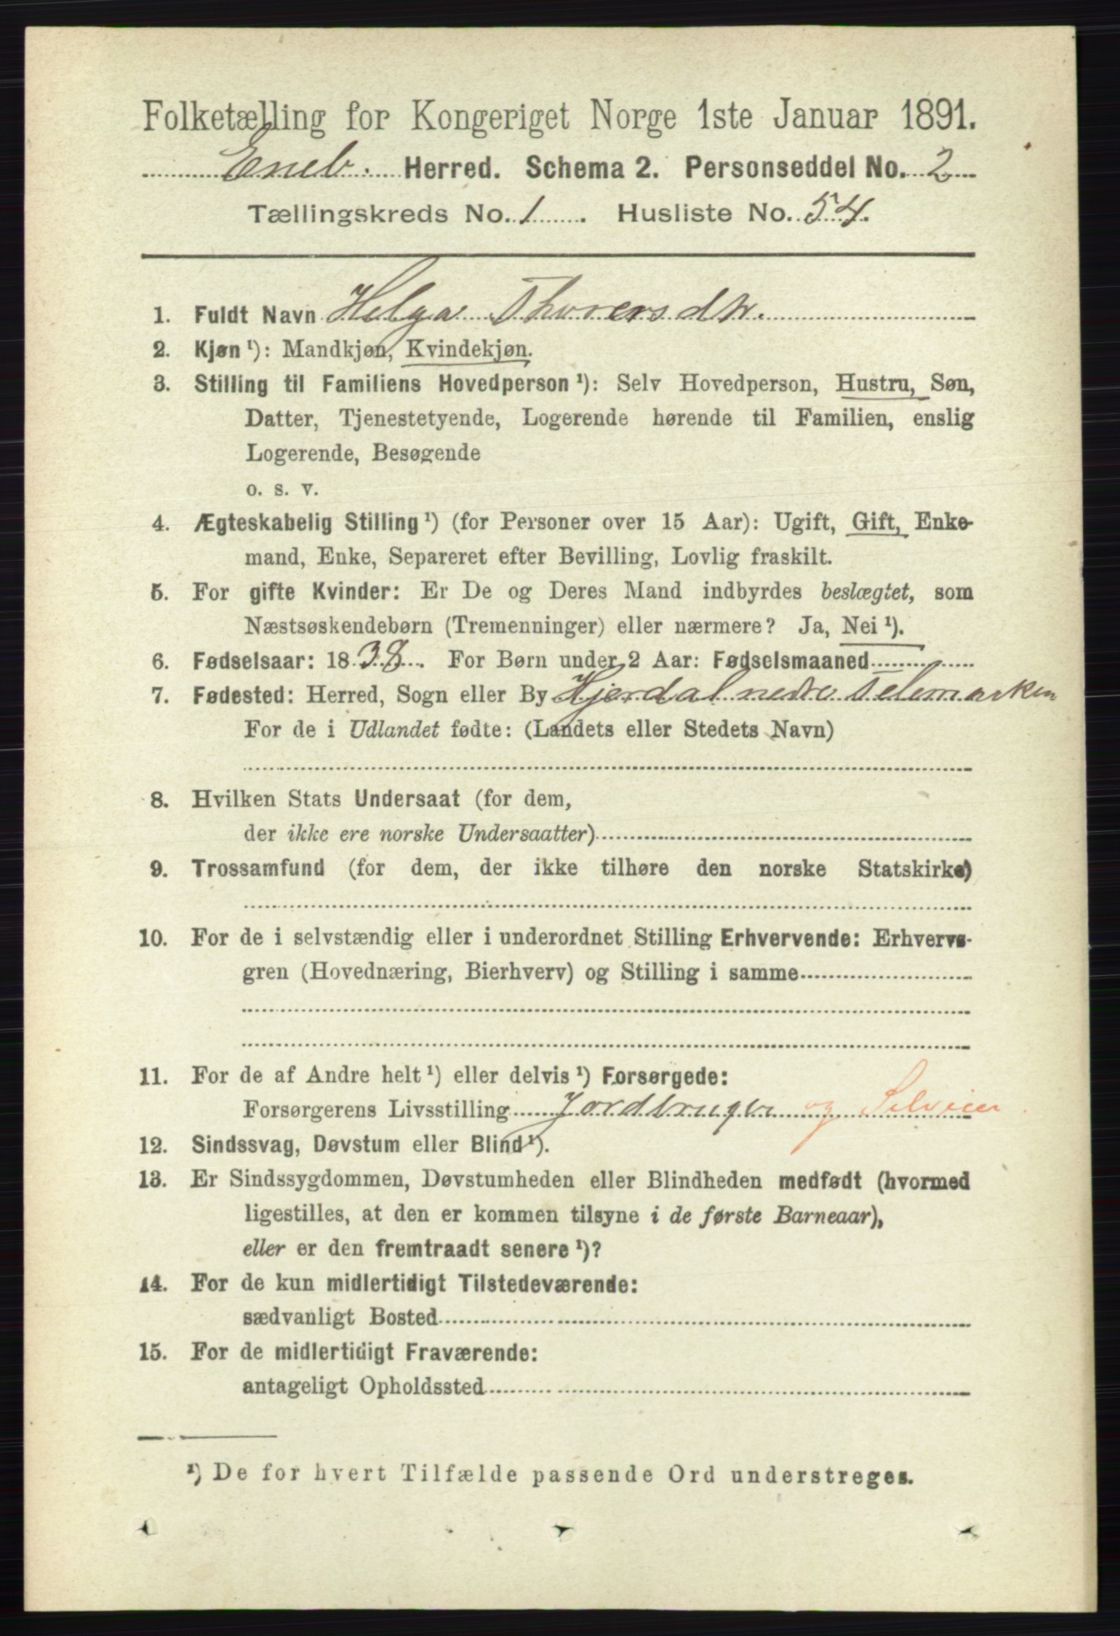 Folketælling for Kongeriget Norge 1ste Januar 1891.
Eneb. Herred. Schema 2. Personseddel No. 2
Tællingskreds No. 1. Husliste No. 54.
1. Fuldt Navn Helga Thorersdtr.
2. Kjøn ¹): Mandkjøn, Kvindekjøn.
3. Stilling til Familiens Hovedperson ¹): Selv Hovedperson, Hustru, Søn,
Datter, Tjenestetyende, Logerende hørende til Familien, enslig
Logerende, Besøgende
o. s. v.
4. Ægteskabelig Stilling ¹) (for Personer over 15 Aar): Ugift, Gift, Enke-
mand, Enke, Separeret efter Bevilling, Lovlig fraskilt.
5. For gifte Kvinder: Er De og Deres Mand indbyrdes beslægtet, som
Næstsøskendebørn (Tremenninger) eller nærmere? Ja, Nei ¹).
6. Fødselsaar: 1838. For Børn under 2 Aar: Fødselsmaaned
7. Fødested: Herred, Sogn eller By Hjerdal nedre Telemarken
For de i Udlandet fødte: (Landets eller Stedets Navn)
8. Hvilken Stats Undersaat (for dem,
der ikke ere norske Undersaatter)
9. Trossamfund (for dem, der ikke tilhøre den norske Statskirke)
10. For de i selvstændig eller i underordnet Stilling Erhvervende: Erhvervs-
gren (Hovednæring, Bierhverv) og Stilling i samme
11. For de af Andre helt ¹) eller delvis ¹) Forsørgede:
Forsørgerens Livsstilling Jordbruger og Selveier
12. Sindssvag, Døvstum eller Blind ¹).
13. Er Sindssygdommen, Døvstumheden eller Blindheden medfødt (hvormed
ligestilles, at den er kommen tilsyne i de første Barneaar),
eller er den fremtraadt senere ¹)?
14. For de kun midlertidigt Tilstedeværende:
sædvanligt Bosted
15. For de midlertidigt Fraværende:
antageligt Opholdssted
¹) De for hvert Tilfælde passende Ord understreges.